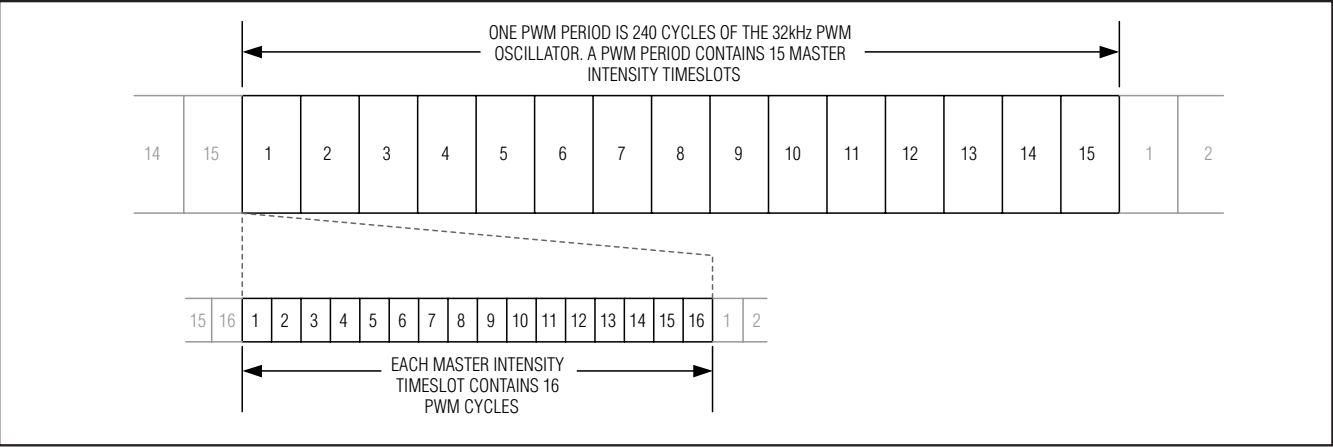 ONE PWM PERIOD IS 240 CYCLES OF THE 32kHz PWM
OSCILLATOR. A PWM PERIOD CONTAINS 15 MASTER
INTENSITY TIMESLOTS
14 15 1 2 3 4 5 6 7 8 9 10 11 12 13 14 15 1 2
15 16 1 2 3 4 5 6 7 8 9 10 11 12 13 14 15 16 1 2
EACH MASTER INTENSITY
TIMESLOT CONTAINS 16
PWM CYCLES